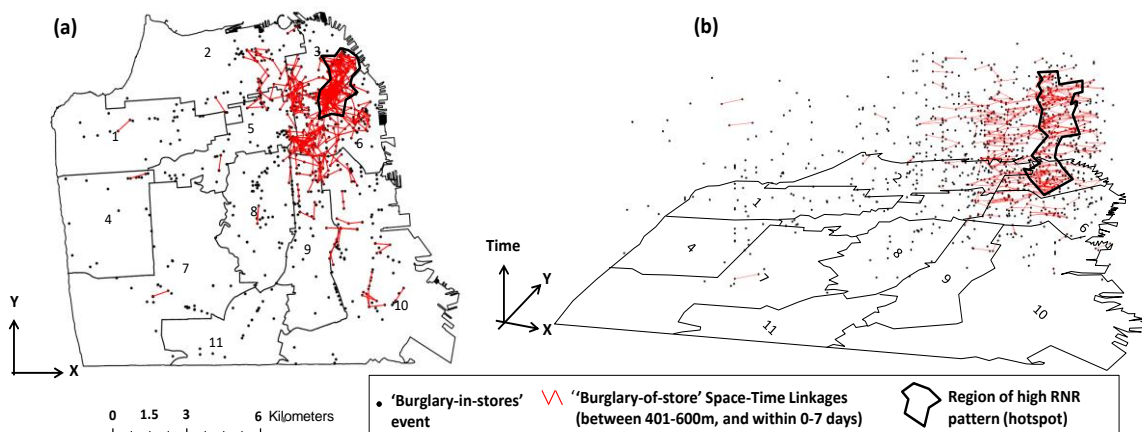 (a)
2
3
1
5
6
4
8
7
9
10
11
Y
X
0 1.5 3 6 Kilometers
(b)
2
1
6
4
8
7
9
11
10
Time
Y
X
'Burglary-in-stores'
event
‘‘Burglary-of-store’ Space-Time Linkages
(between 401-600m, and within 0-7 days)
Region of high RNR
pattern (hotspot)